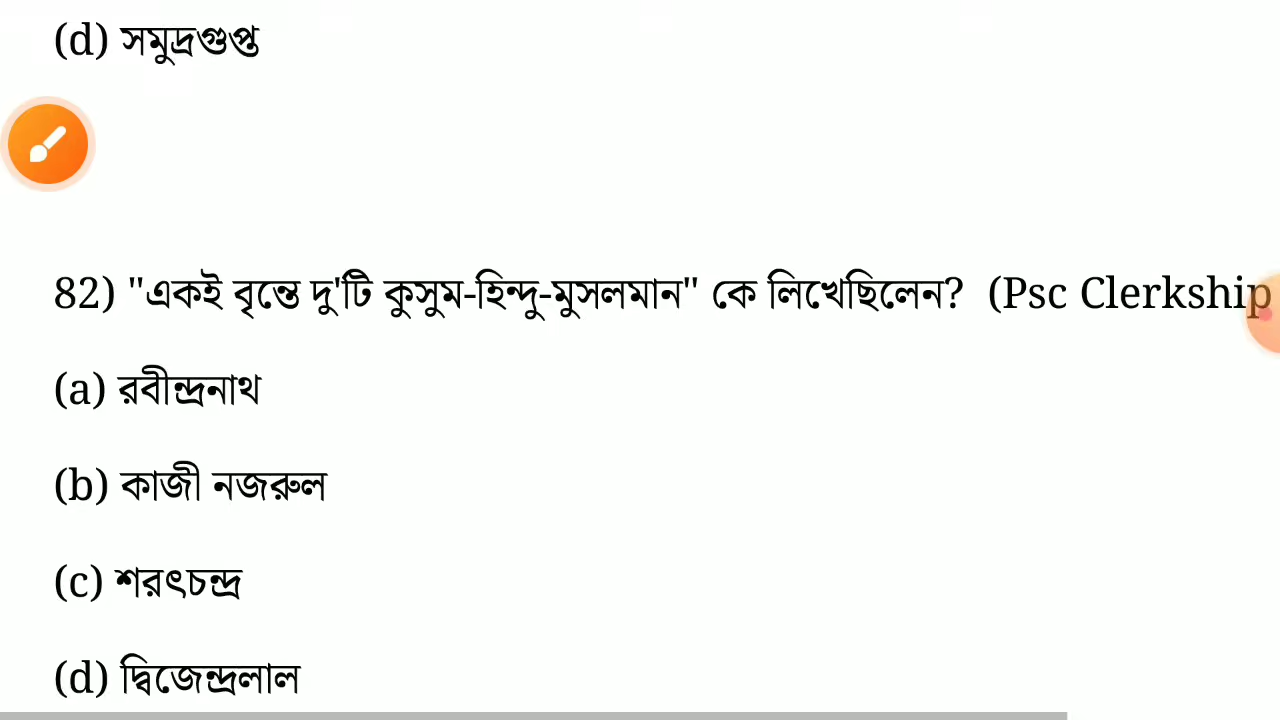 (d) সমুদ্রগুপ্ত
82) "একই বৃন্তে দু'টি কুসুম-হিন্দু-মুসলমান" কে লিখেছিলেন? (Psc Clerkship
(a) রবীন্দ্রনাথ
(b) কাজী নজরুল
(c) শরৎচন্দ্র
(d) দ্বিজেন্দ্রলাল